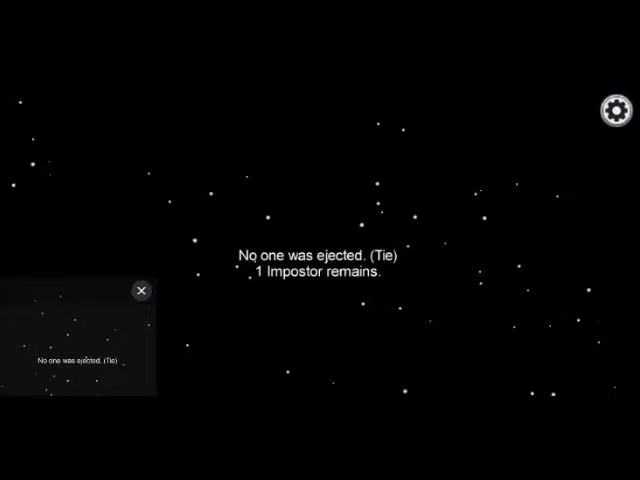 No one was ejected. (Tie)
1 Impostor remains.
No one was ejected. (Tie)